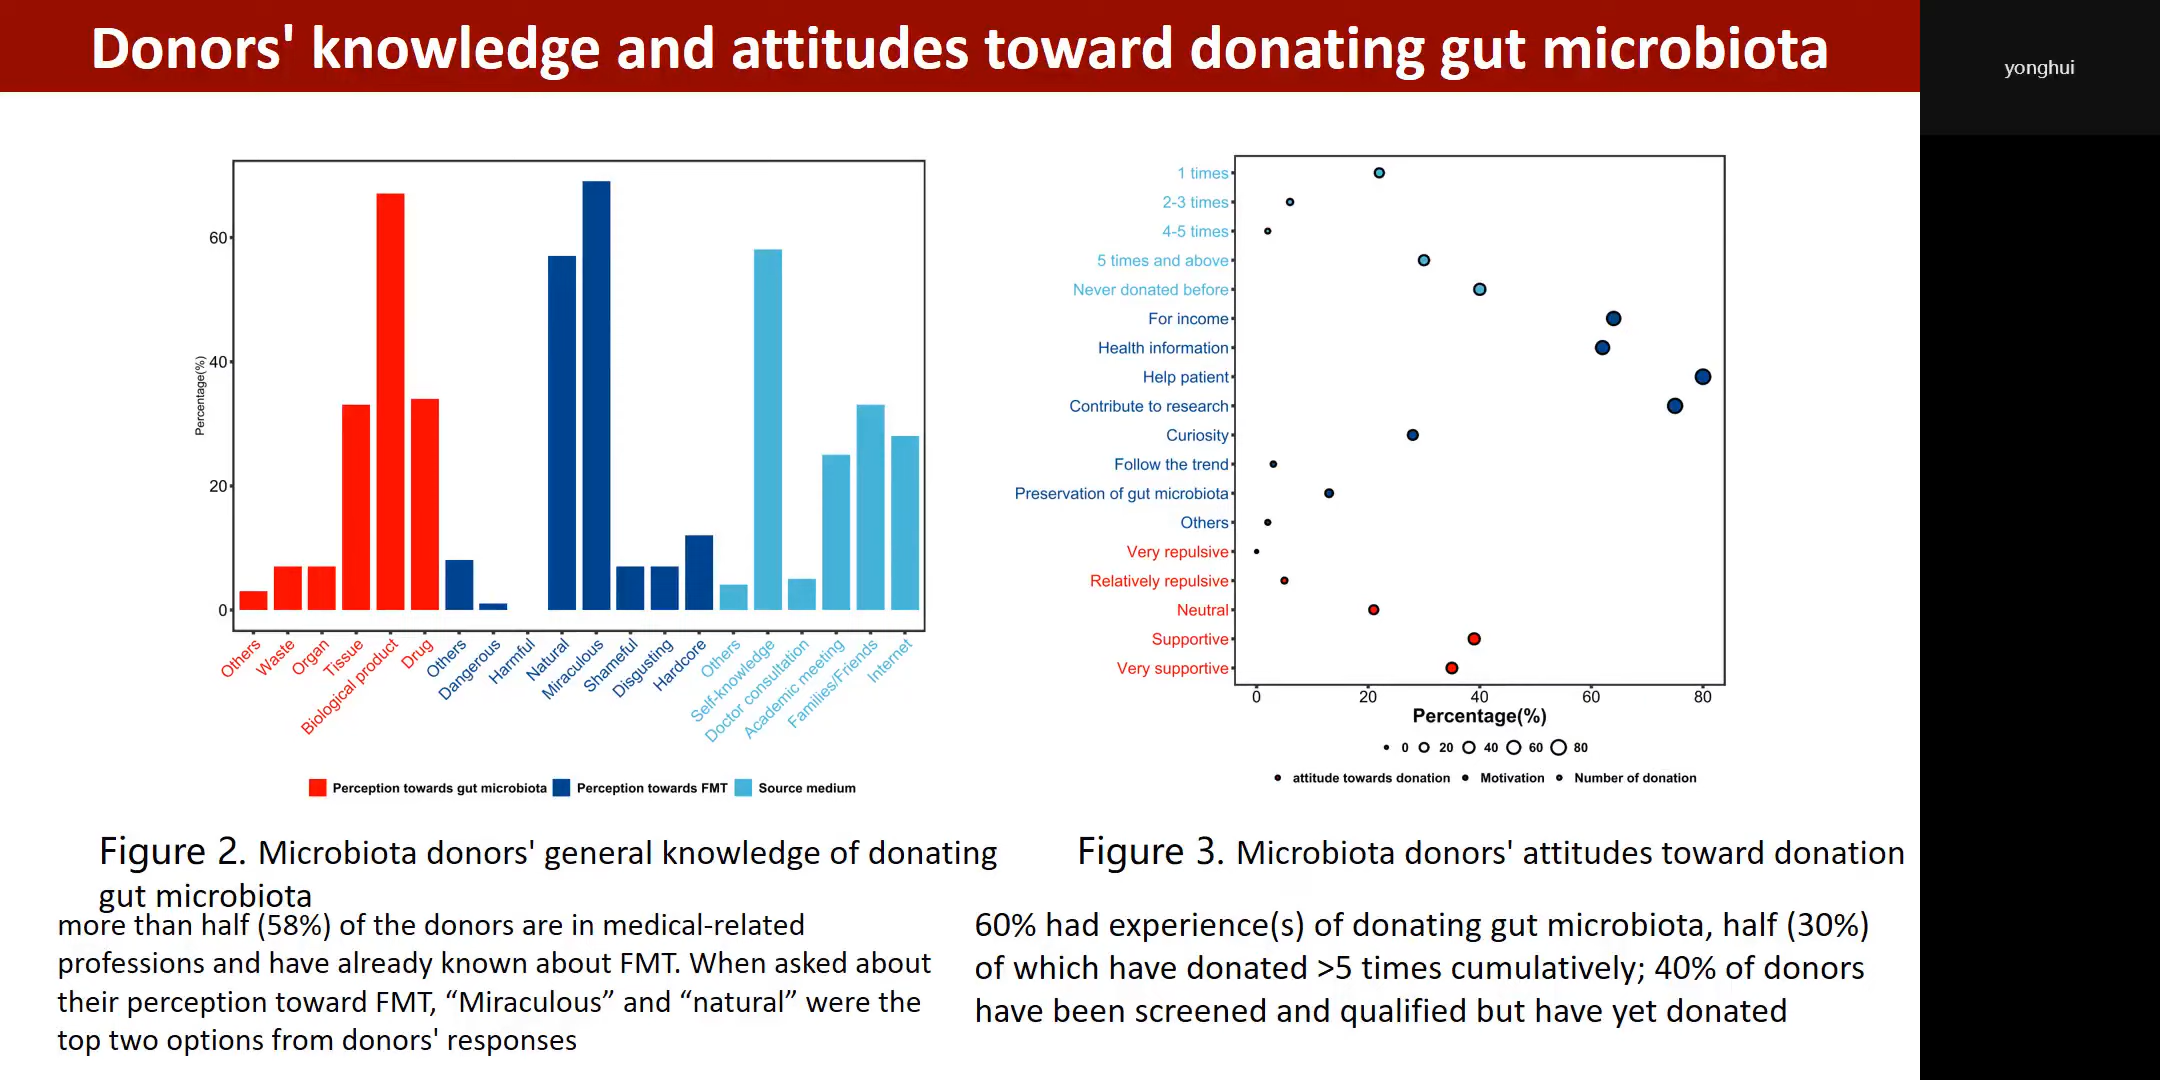 Donors' knowledge and attitudes toward donating gut microbiota
yonghui
Percentage(%)
60
40
20
0
Others
Waste
Organ
Tissue
Biological product
Drug
Others
Dangerous
Harmful
Natural
Miraculous
Shameful
Disgusting
Hardcore
Others
Self-knowledge
Doctor consultation
Academic meeting
Families/Friends
Internet
Perception towards gut microbiota Perception towards FMT Source medium
1 times
2-3 times
4-5 times
5 times and above
Never donated before
For income
Health information
Help patient
Contribute to research
Curiosity
Follow the trend
Preservation of gut microbiota
Others
Very repulsive
Relatively repulsive
Neutral
Supportive
Very supportive
0 20 40 60 80
Percentage(%)
0 20 40 60 80
attitude towards donation Motivation Number of donation
Figure 2. Microbiota donors' general knowledge of donating
gut microbiota
more than half (58%) of the donors are in medical-related
professions and have already known about FMT. When asked about
their perception toward FMT, “Miraculous” and “natural” were the
top two options from donors' responses
Figure 3. Microbiota donors' attitudes toward donation
60% had experience(s) of donating gut microbiota, half (30%)
of which have donated >5 times cumulatively; 40% of donors
have been screened and qualified but have yet donated